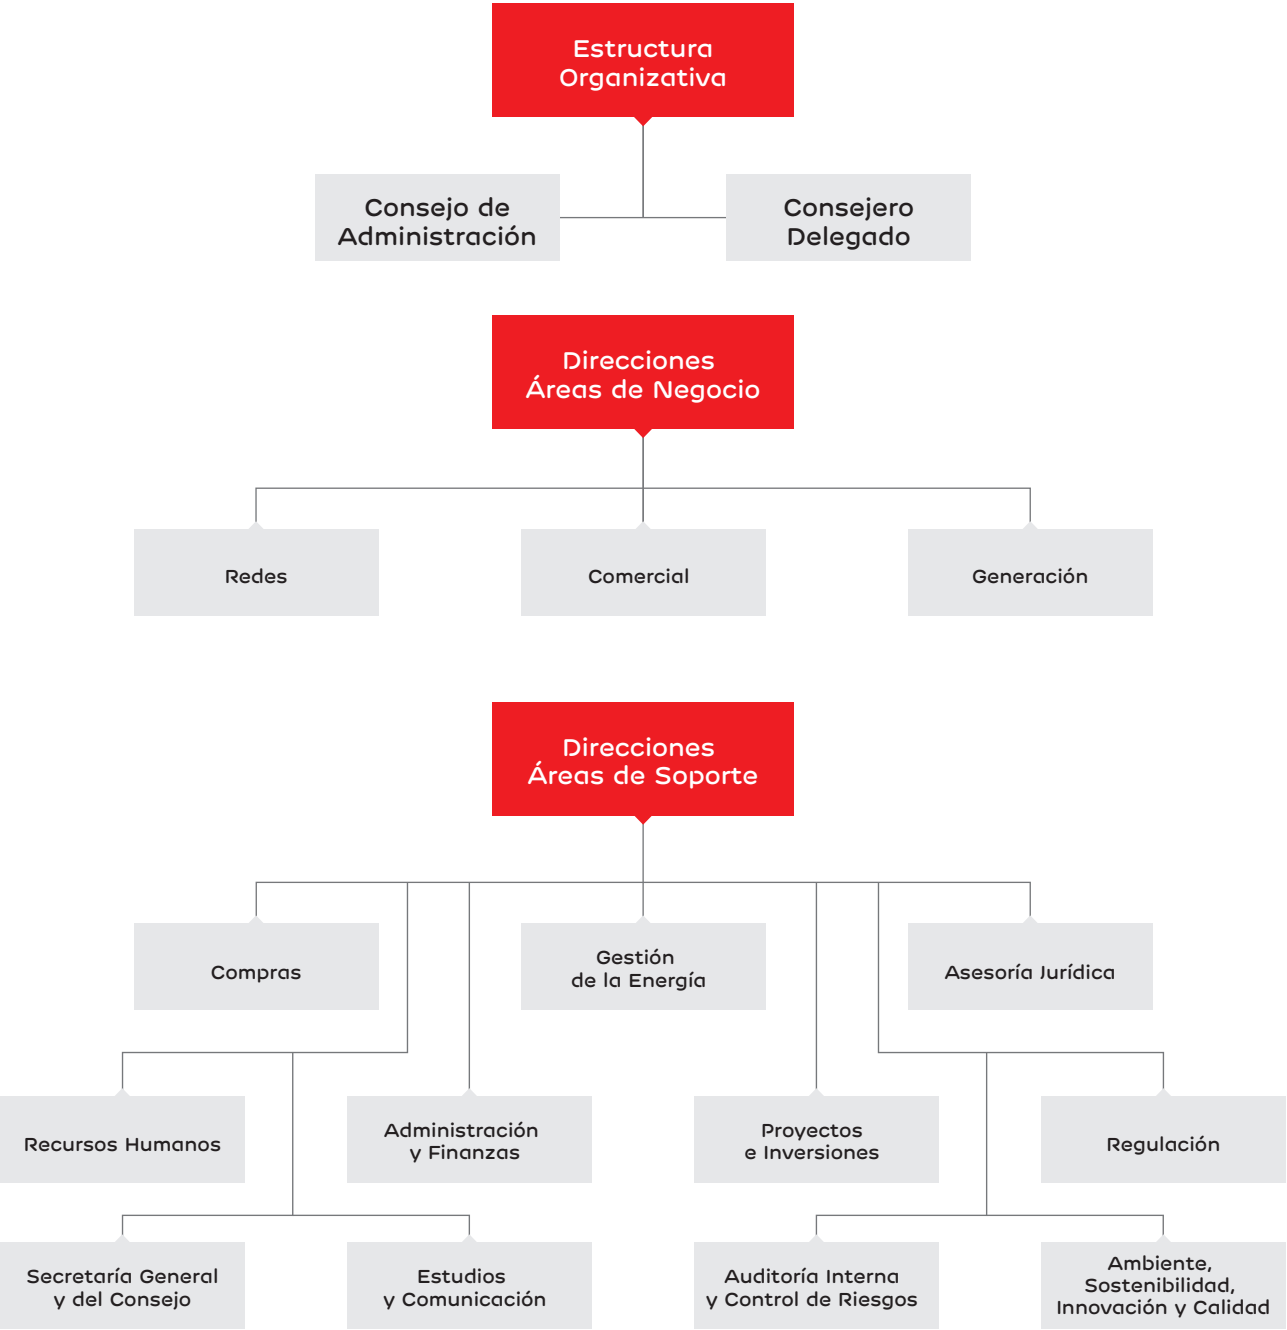 Estructura
Organizativa
Consejo de
Administración
Consejero
Delegado
Direcciones
Áreas de Negocio
Redes
Comercial
Generación
Direcciones
Áreas de Soporte
Compras
Gestión
de la Energía
Asesoría Jurídica
Recursos Humanos
Administración
y Finanzas
Proyectos
e Inversiones
Regulación
Secretaría General
y del Consejo
Estudios
y Comunicación
Auditoría Interna
y Control de Riesgos
Ambiente,
Sostenibilidad,
Innovación y Calidad